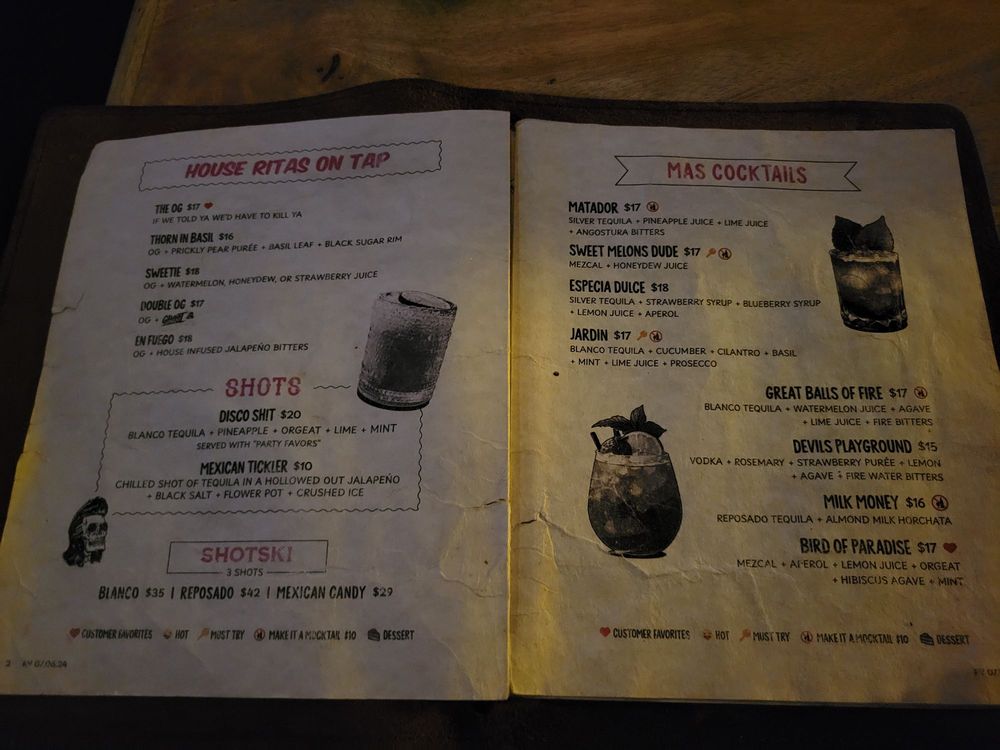 HOUSE RITAS ON TAP
THE OG $17
IF WE TOLD YA WE'D HAVE TO KILL YA
THORN IN BASIL $16
OG + PRICKLY PEAR PURÉE + BASIL LEAF + BLACK SUGAR RIM
SWEETIE $18
OG + WATERMELON, HONEYDEW, OR STRAWBERRY JUICE
DOUBLE OG $17
OG +
EN FUEGO $18
OG + HOUSE INFUSED JALAPEÑO BITTERS
SHOTS
DISCO SHIT $20
BLANCO TEQUILA + PINEAPPLE + ORGEAT + LIME + MINT
SERVED WITH "PARTY FAVORS"
MEXICAN TICKLER $10
CHILLED SHOT OF TEQUILA IN A HOLLOWED OUT JALAPEÑO
+ BLACK SALT + FLOWER POT + CRUSHED ICE
SHOTSKI
3 SHOTS
BLANCO $35 | REPOSADO $42 | MEXICAN CANDY $29
CUSTOMER FAVORITES HOT MUST TRY MAKE IT A MOCKTAIL $10 DESSERT
2
MAS COCKTAILS
MATADOR $17
SILVER TEQUILA + PINEAPPLE JUICE + LIME JUICE
+ ANGOSTURA BITTERS
SWEET MELONS DUDE $17
MEZCAL + HONEYDEW JUICE
ESPECIA DULCE $18
SILVER TEQUILA + STRAWBERRY SYRUP + BLUEBERRY SYRUP
+ LEMON JUICE + APEROL
JARDIN $17
BLANCO TEQUILA + CUCUMBER + CILANTRO + BASIL
+ MINT + LIME JUICE + PROSECCO
GREAT BALLS OF FIRE $17
BLANCO TEQUILA + WATERMELON JUICE + AGAVE
+ LIME JUICE + FIRE BITTERS
DEVILS PLAYGROUND $15
VODKA + ROSEMARY + STRAWBERRY PURÉE + LEMON
+ AGAVE + FIRE WATER BITTERS
MILK MONEY $16
REPOSADO TEQUILA + ALMOND MILK HORCHATA
BIRD OF PARADISE $17
MEZCAL + APEROL + LEMON JUICE + ORGEAT
+ HIBISCUS AGAVE + MINT
CUSTOMER FAVORITES HOT MUST TRY MAKE IT A MOCKTAIL $10 DESSERT